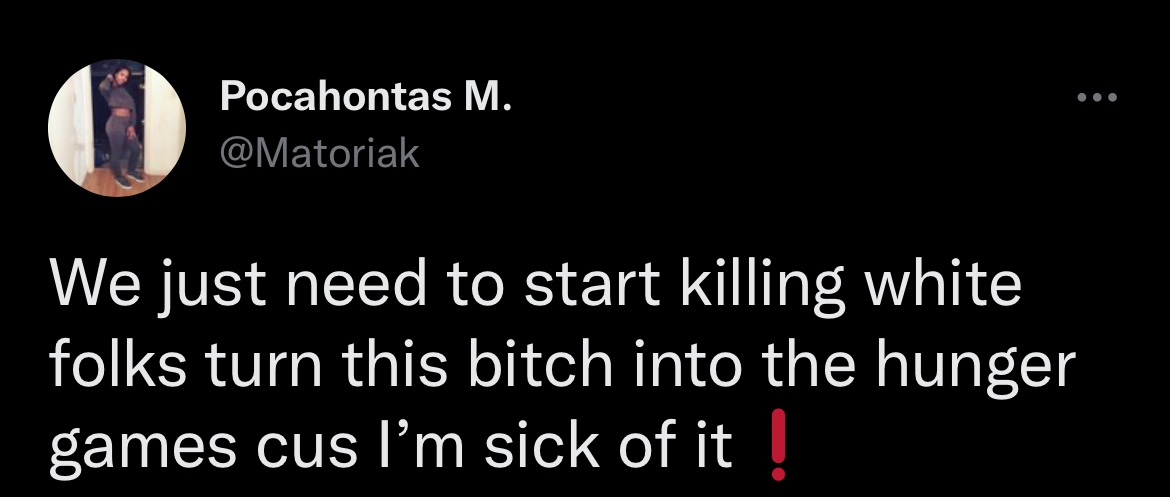 Pocahontas M.
@Matoriak
We just need to start killing white
folks turn this bitch into the hunger
games cus I’m sick of it❗